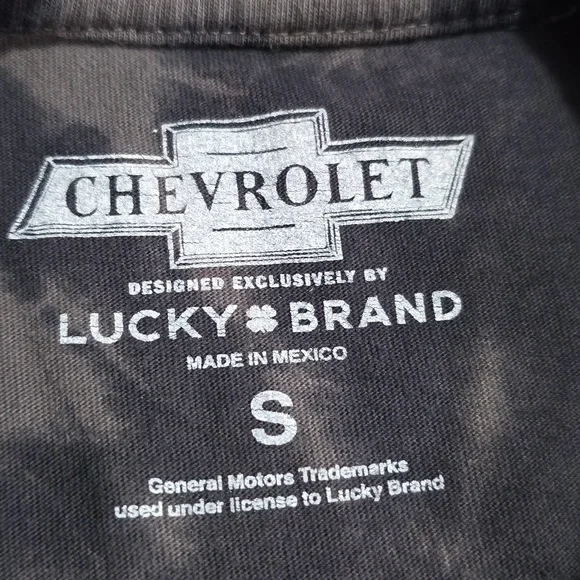 CHEVROLET
DESIGNED EXCLUSIVELY BY
LUCKY BRAND
MADE IN MEXICO
S
General Motors Trademarks
used under license to Lucky Brand